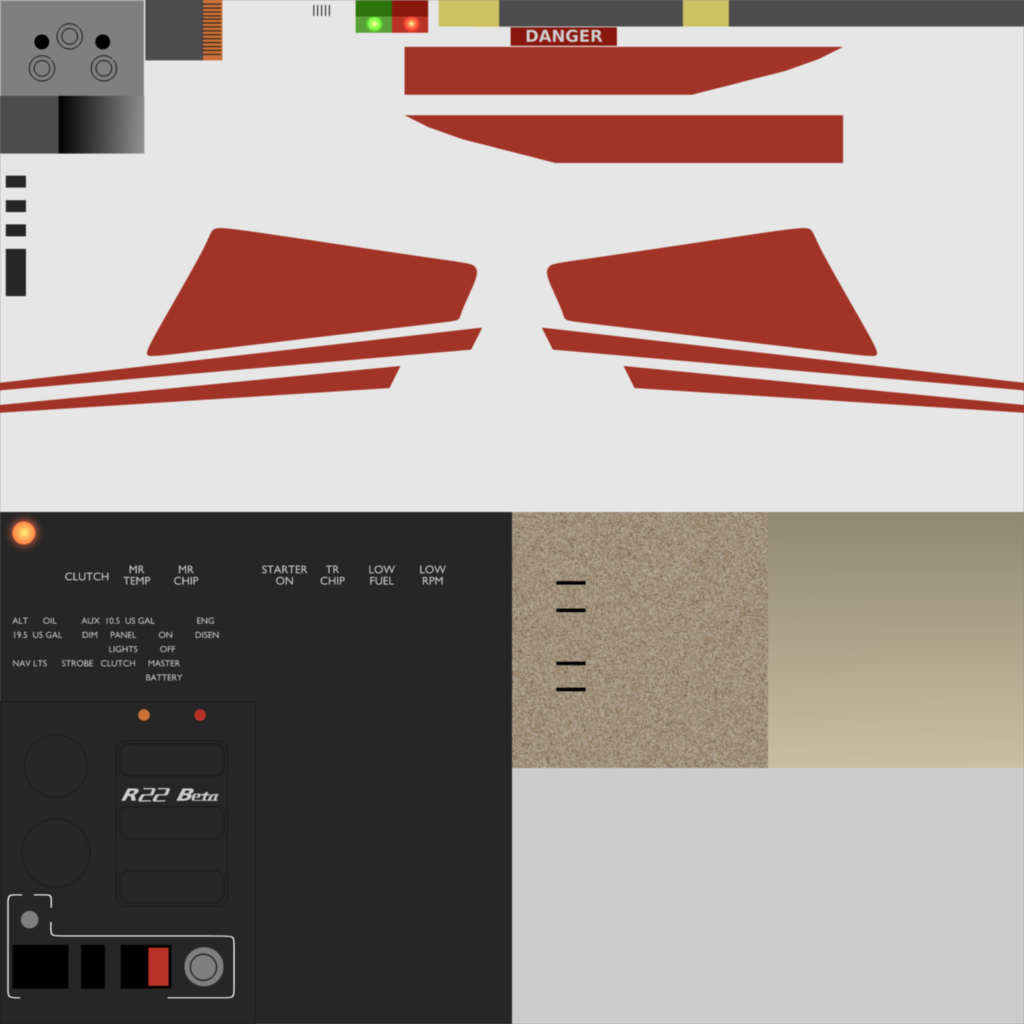 DANGER
CLUTCH MR TEMP MR CHIP STARTER ON TR CHIP LOW FUEL LOW RPM
ALT OIL AUX 10.5 US GAL ENG
19.5 US GAL DIM PANEL ON DISEN
LIGHTS OFF
NAV LTS STROBE CLUTCH MASTER
BATTERY
R22 Beta